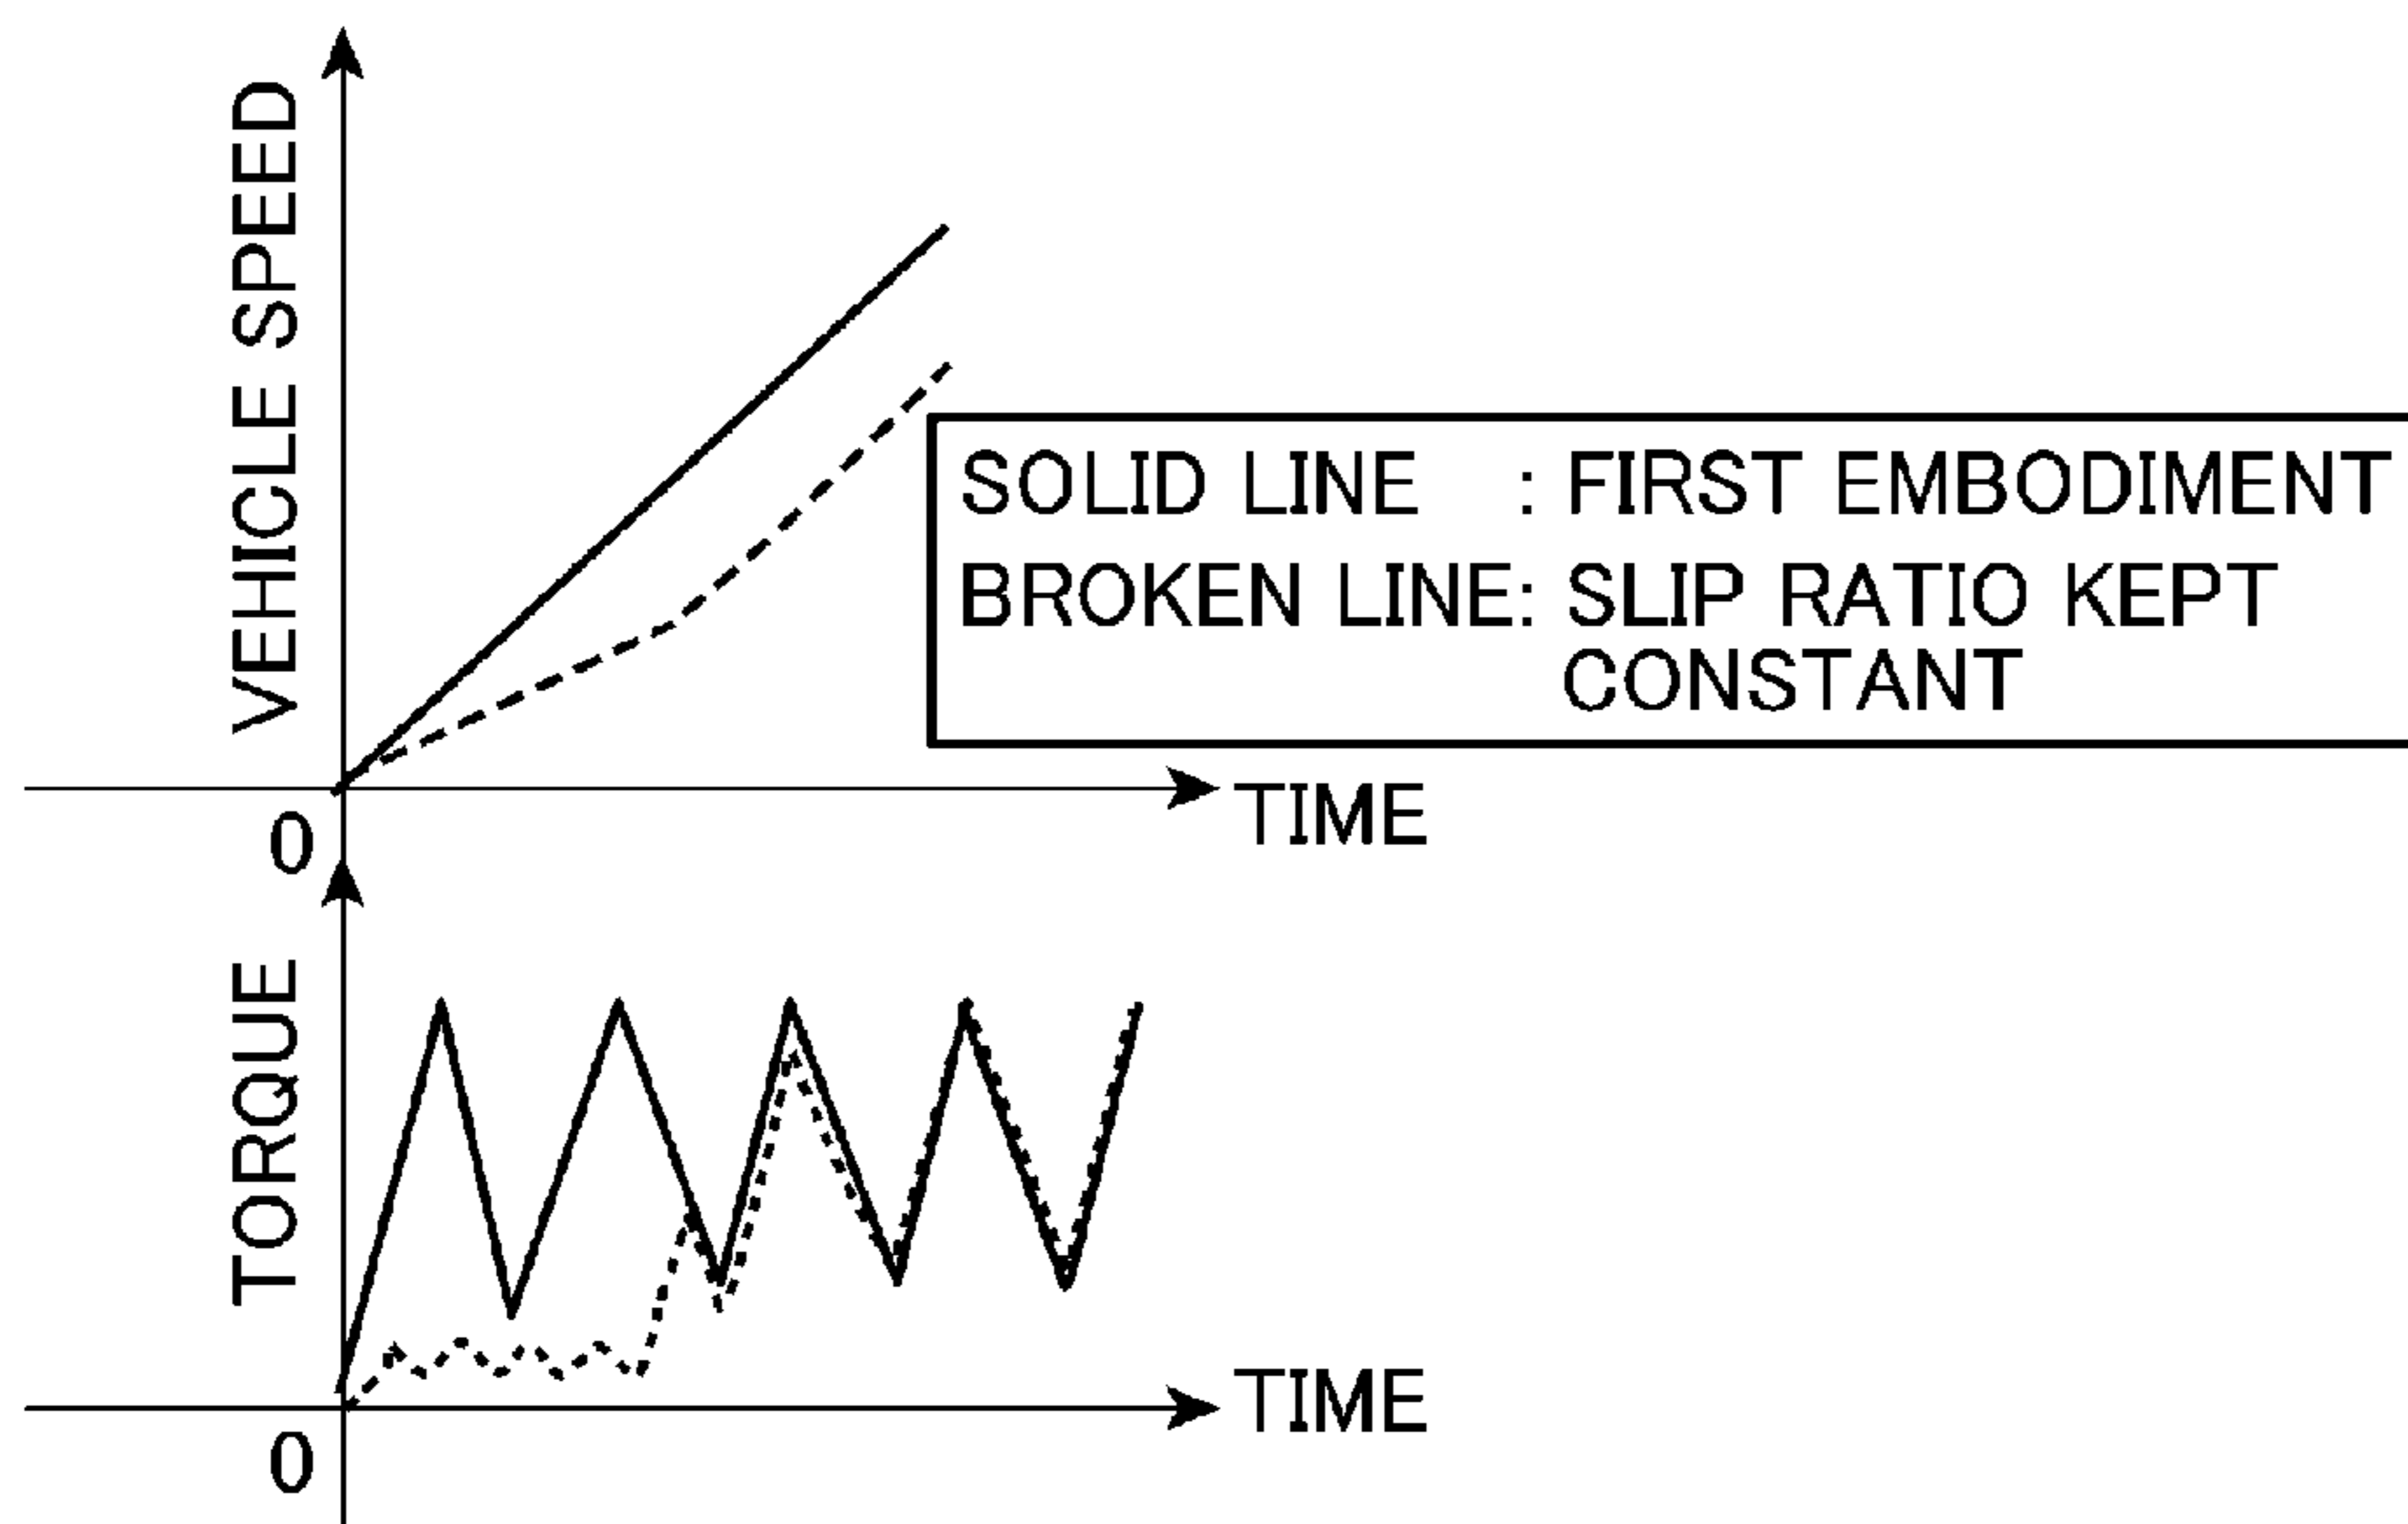 VEHICLE SPEED
SOLID LINE : FIRST EMBODIMENT
BROKEN LINE: SLIP RATIO KEPT
CONSTANT
TIME
0
TORQUE
TIME
0